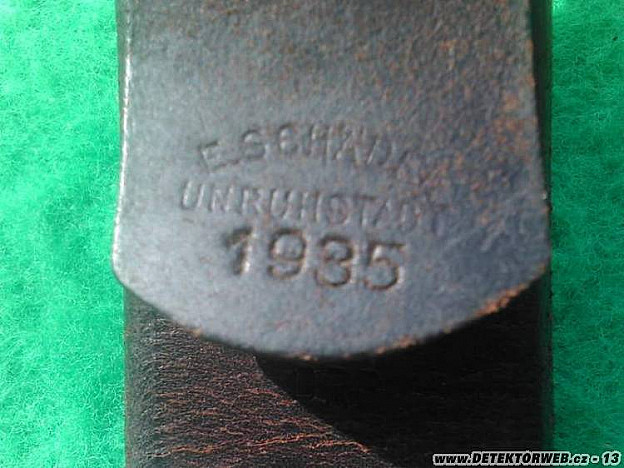 E. SCHADA
UNRUHSTADT
1935
www.DETEKTORWEB.cz - 13